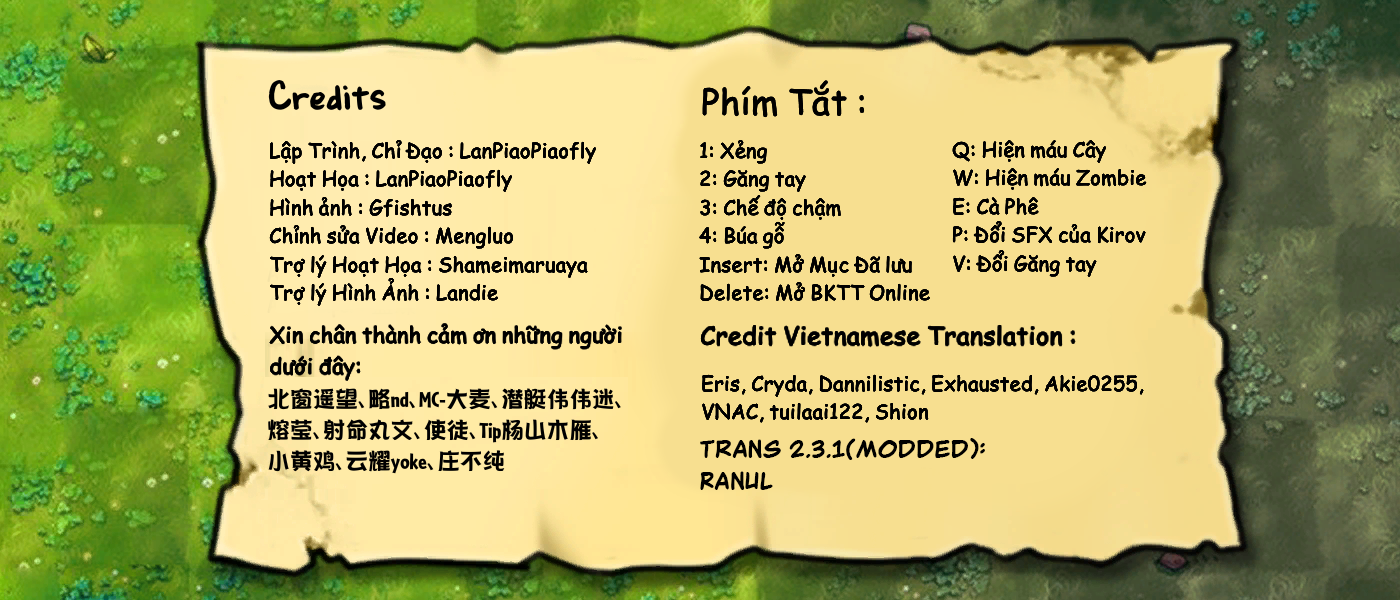 Credits
Lập Trình, Chỉ Đạo : LanPiaoPiaofly
Hoạt Họa : LanPiaoPiaofly
Hình ảnh : Gfishtus
Chỉnh sửa Video : Mengluo
Trợ lý Hoạt Họa : Shameimaruaya
Trợ lý Hình Ảnh : Landie
Xin chân thành cảm ơn những người
dưới đây:
北窗遥望、略nd、MC-大麦、潜艇伟伟迷、
熔莹、射命丸文、使徒、Tip炀山木雁、
小黄鸡、云耀yoke、庄不纯
Phím Tắt :
1: Xẻng
2: Găng tay
3: Chế độ chậm
4: Búa gỗ
Insert: Mở Mục Đã lưu
Delete: Mở BKTT Online
Q: Hiện máu Cây
W: Hiện máu Zombie
E: Cà Phê
P: Đổi SFX của Kirov
V: Đổi Găng tay
Credit Vietnamese Translation :
Eris, Cryda, Dannilistic, Exhausted, Akie0255,
VNAC, tuilaai122, Shion
TRANS 2.3.1(MODDED):
RANUL